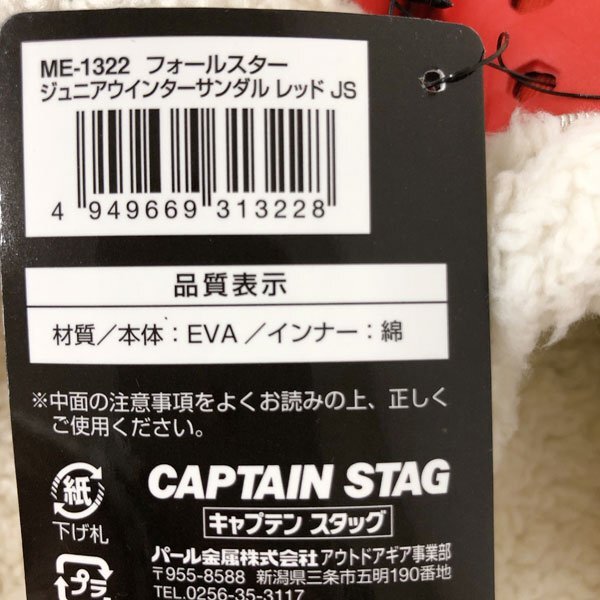 ME-1322 フォールスター
ジュニアウインターサンダル レッド JS
4 949669 313228
品質表示
材質／本体：EVA ／インナー：綿
※中面の注意事項をよくお読みの上、正しく
ご使用ください。
紙
下げ札
プラ
CAPTAIN STAG
キャプテン スタッグ
パール金属株式会社アウトドアギア事業部
〒955-8588 新潟県三条市五明190番地
TEL.0256-35-3117